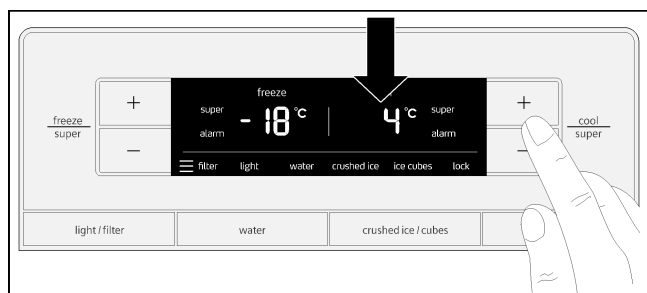 freeze
super
+
−
freeze
super
alarm
-18 °C
4 °C
super
alarm
+
−
cool
super
filter light water crushed ice ice cubes lock
light / filter
water
crushed ice / cubes